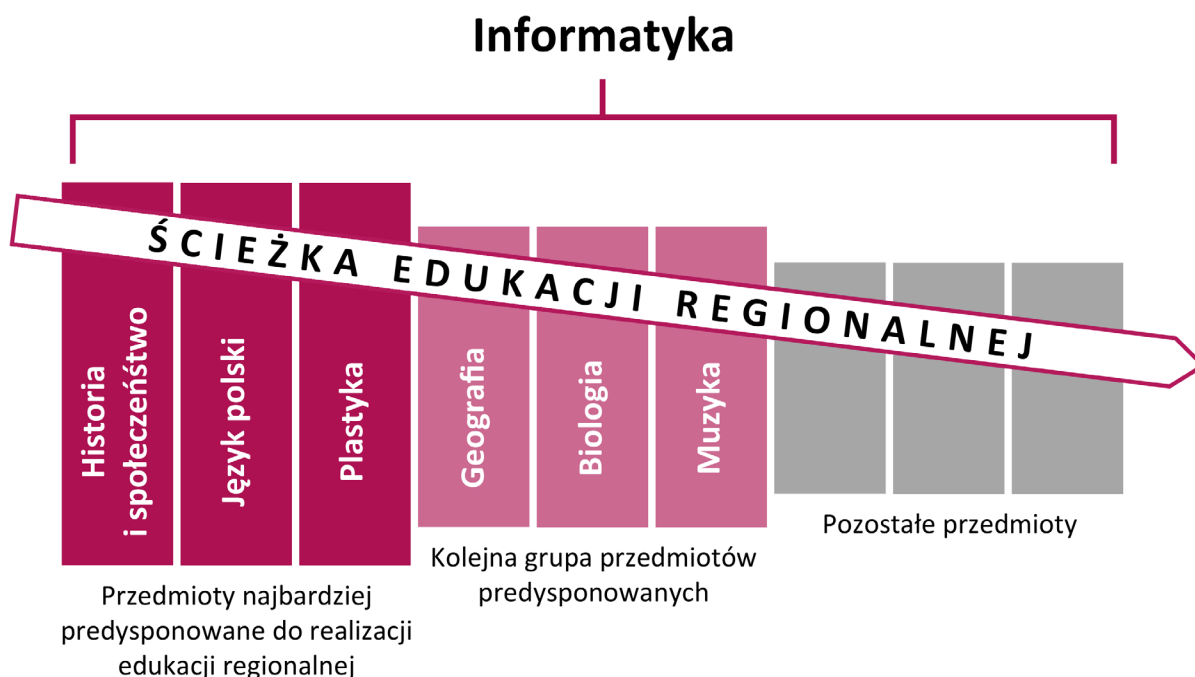 Informatyka
ŚCIEŻKA EDUKACJI REGIONALNEJ
Historia
i społeczéństwo
Język polski
Plastyka
Geografia
Biologia
Muzyka
Przedmioty najbardziej
predysponowane do realizacji
edukacji regionalnej
Kolejna grupa przedmiotów
predysponowanych
Pozostałe przedmioty